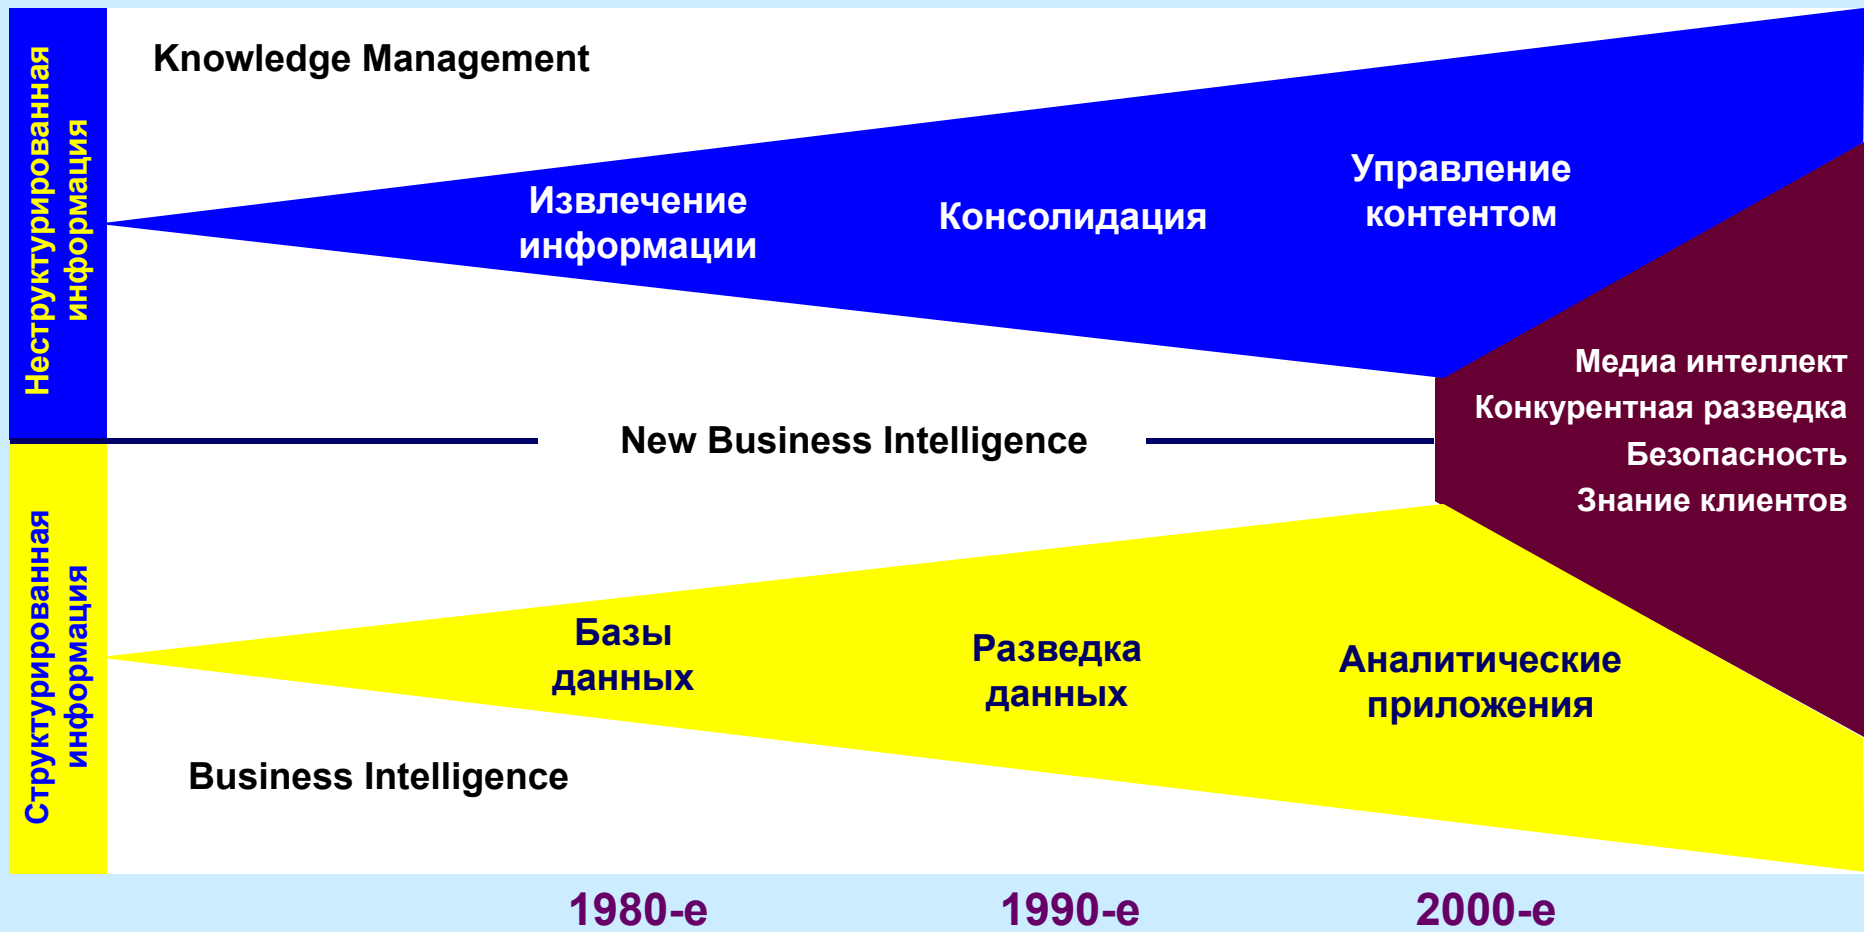 Неструктурированная
информация
Knowledge Management
Извлечение
информации
Консолидация
Управление
контентом
Медиа интеллект
Конкурентная разведка
Безопасность
Знание клиентов
New Business Intelligence
Структурированная
информация
Базы
данных
Разведка
данных
Аналитические
приложения
Business Intelligence
1980-е
1990-е
2000-е